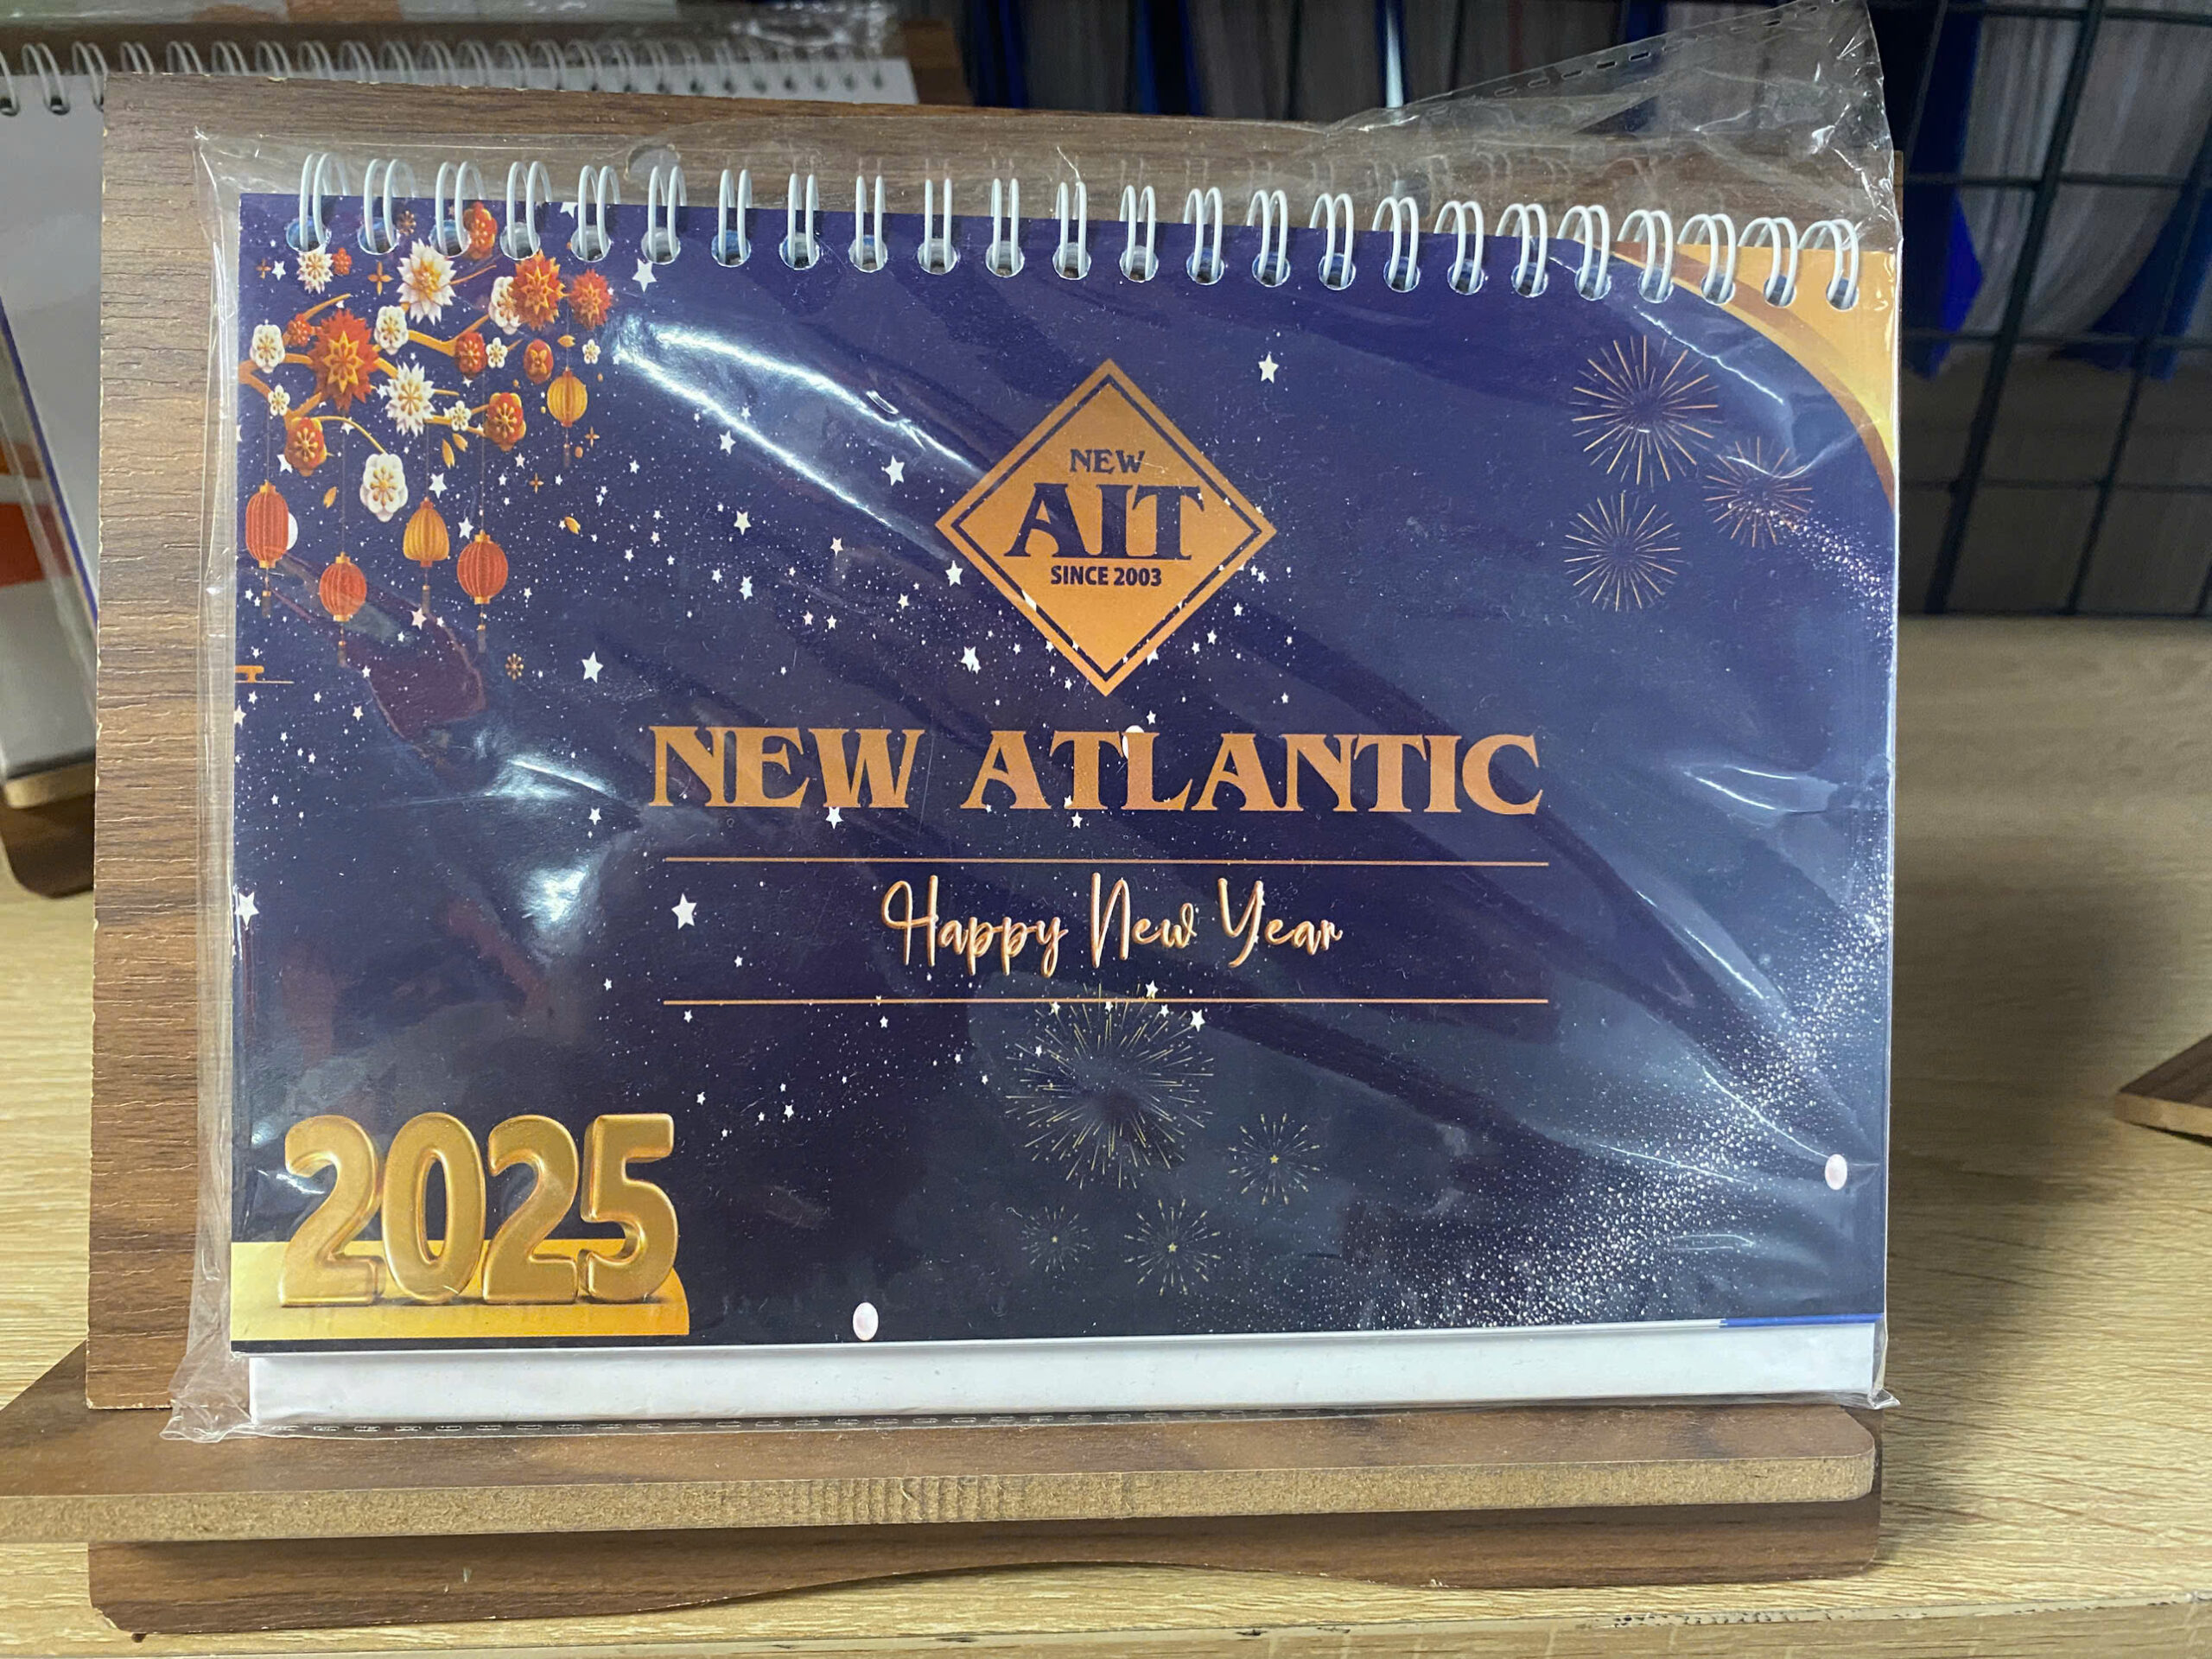 NEW
AIT
SINCE 2003
NEW ATLANTIC
Happy New Year
2025